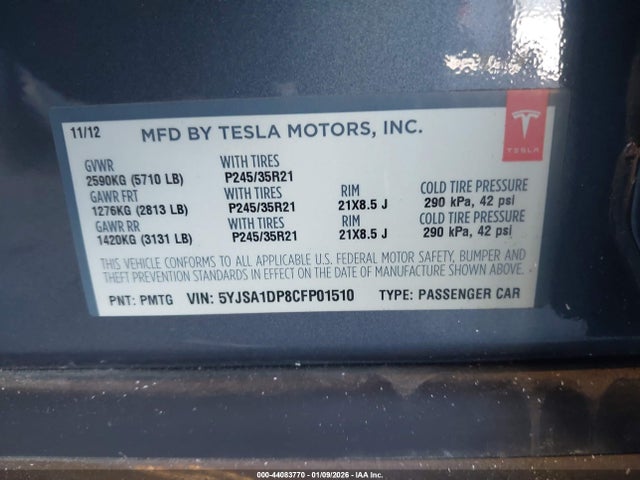 11/12 MFD BY TESLA MOTORS, INC.
TESLA
GVWR WITH TIRES
2590KG (5710 LB) P245/35R21
GAWR FRT WITH TIRES RIM COLD TIRE PRESSURE
1276KG (2813 LB) P245/35R21 21X8.5 J 290 kPa, 42 psi
GAWR RR WITH TIRES RIM COLD TIRE PRESSURE
1420KG (3131 LB) P245/35R21 21X8.5 J 290 kPa, 42 psi
THIS VEHICLE CONFORMS TO ALL APPLICABLE U.S. FEDERAL MOTOR SAFETY, BUMPER AND
THEFT PREVENTION STANDARDS IN EFFECT ON THE DATE OF MANUFACTURE SHOWN ABOVE.
PNT: PMTG VIN: 5YJSA1DP8CFP01510 TYPE: PASSENGER CAR
000-44083770 - 01/09/2026 - IAA Inc.